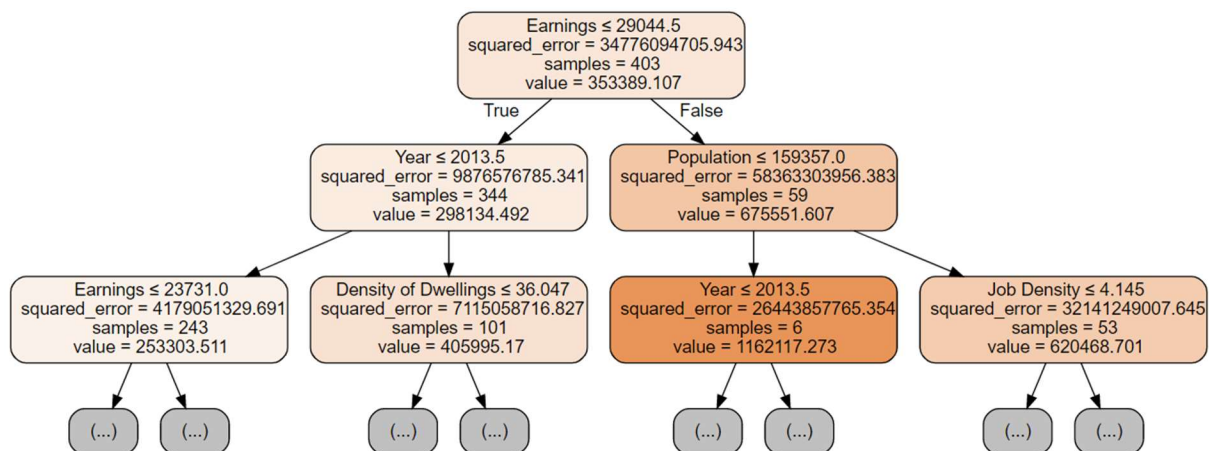 Earnings ≤ 29044.5
squared_error = 34776094705.943
samples = 403
value = 353389.107
True
False
Year ≤ 2013.5
squared_error = 9876576785.341
samples = 344
value = 298134.492
Population ≤ 159357.0
squared_error = 58363303956.383
samples = 59
value = 675551.607
Earnings ≤ 23731.0
squared_error = 4179051329.691
samples = 243
value = 253303.511
Density of Dwellings ≤ 36.047
squared_error = 7115058716.827
samples = 101
value = 405995.17
Year ≤ 2013.5
squared_error = 26443857765.354
samples = 6
value = 1162117.273
Job Density ≤ 4.145
squared_error = 32141249007.645
samples = 53
value = 620468.701
(...)
(...)
(...)
(...)
(...)
(...)
(...)
(...)